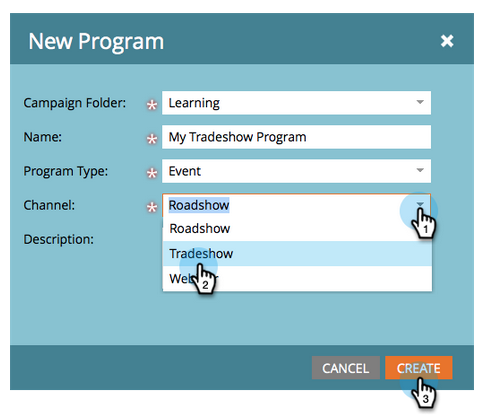 New Program
Campaign Folder: * Learning
Name: * My Tradeshow Program
Program Type: * Event
Channel: * Roadshow
Roadshow
1
Description:
Tradeshow
2
CANCEL CREATE
3